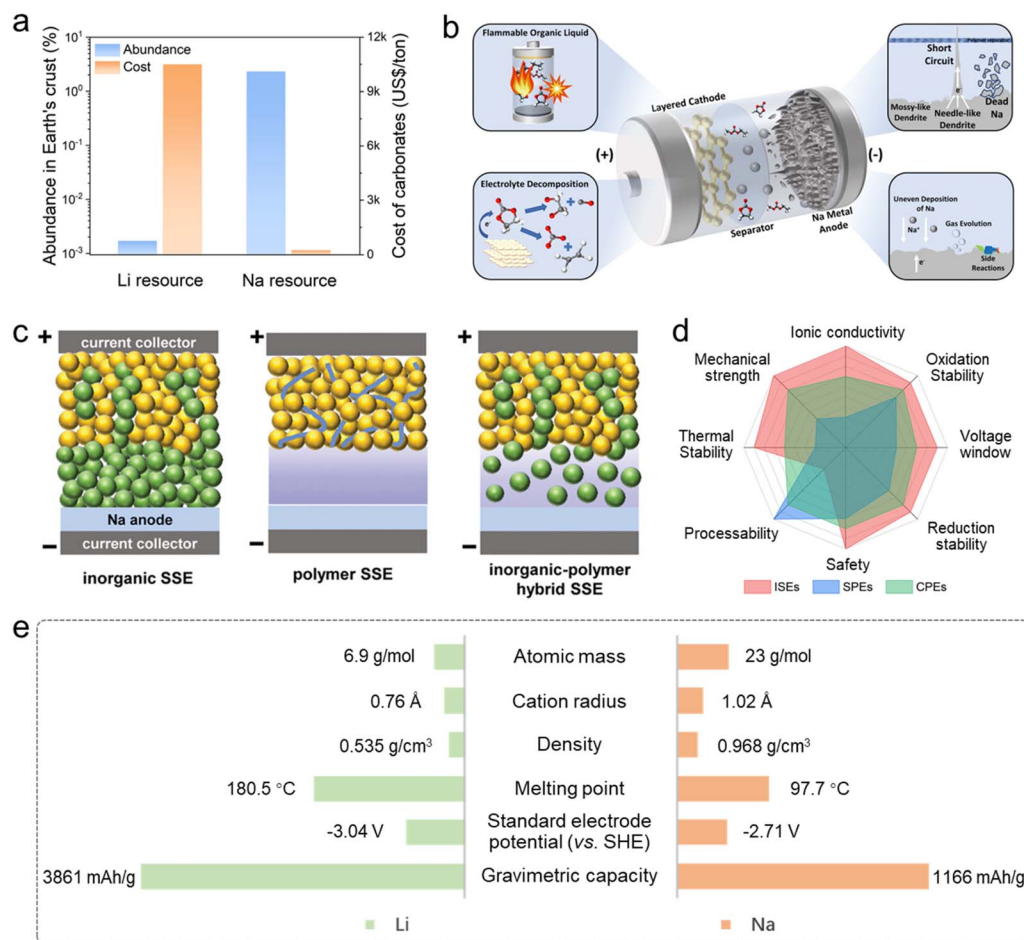 a
Abundance in Earth's crust (%)
10¹
10⁰
10⁻¹
10⁻²
10⁻³
Abundance
Cost
12k
9k
6k
3k
0
Cost of carbonates (US$/ton)
Li resource
Na resource
b
Flammable Organic Liquid
Electrolyte Decomposition
e⁻
Layered Cathode
(+)
Separator
Na Metal
Anode
(-)
Short
Circuit
Mossy-like
Dendrite
Needle-like
Dendrite
Dead
Na
Uneven Deposition
of Na
Na⁺
Gas Evolution
e⁻
Side
Reactions
c
+
current collector
Na anode
−
current collector
inorganic SSE
+
−
polymer SSE
+
−
inorganic-polymer
hybrid SSE
d
Ionic conductivity
Oxidation
Stability
Voltage
window
Reduction
stability
Safety
Processability
Thermal
Stability
Mechanical
strength
ISEs
SPEs
CPEs
e
6.9 g/mol
Atomic mass
23 g/mol
0.76 Å
Cation radius
1.02 Å
0.535 g/cm³
Density
0.968 g/cm³
180.5 °C
Melting point
97.7 °C
-3.04 V
Standard electrode
potential (vs. SHE)
-2.71 V
3861 mAh/g
Gravimetric capacity
1166 mAh/g
Li
Na